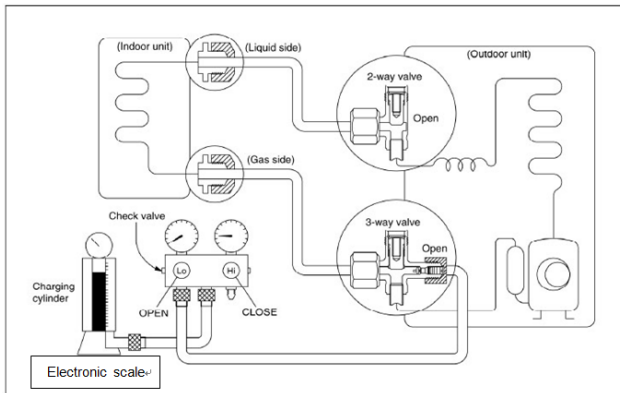 (Indoor unit)
(Liquid side)
(Outdoor unit)
2-way valve
Open
(Gas side)
3-way valve
Open
Check valve
Lo
Hi
Charging
cylinder
OPEN
CLOSE
Electronic scale